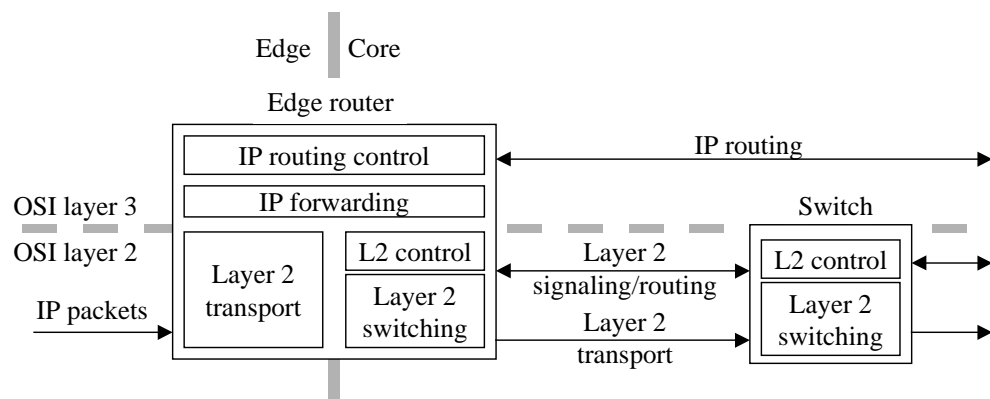 Edge
Core
Edge router
IP routing control
IP routing
IP forwarding
OSI layer 3
Switch
OSI layer 2
Layer 2
transport
L2 control
Layer 2
switching
Layer 2
signaling/routing
L2 control
Layer 2
switching
IP packets
Layer 2
transport